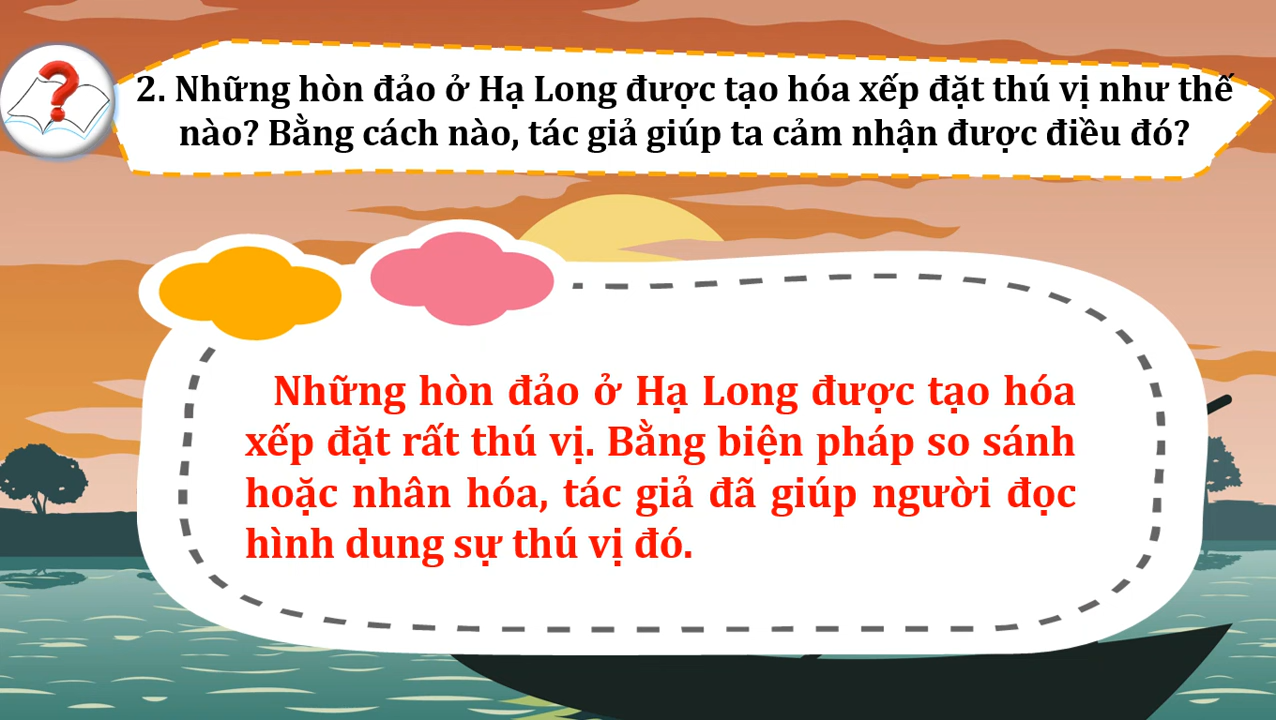 2. Những hòn đảo ở Hạ Long được tạo hóa xếp đặt thú vị như thế
nào? Bằng cách nào, tác giả giúp ta cảm nhận được điều đó?
Những hòn đảo ở Hạ Long được tạo hóa
xếp đặt rất thú vị. Bằng biện pháp so sánh
hoặc nhân hóa, tác giả đã giúp người đọc
hình dung sự thú vị đó.